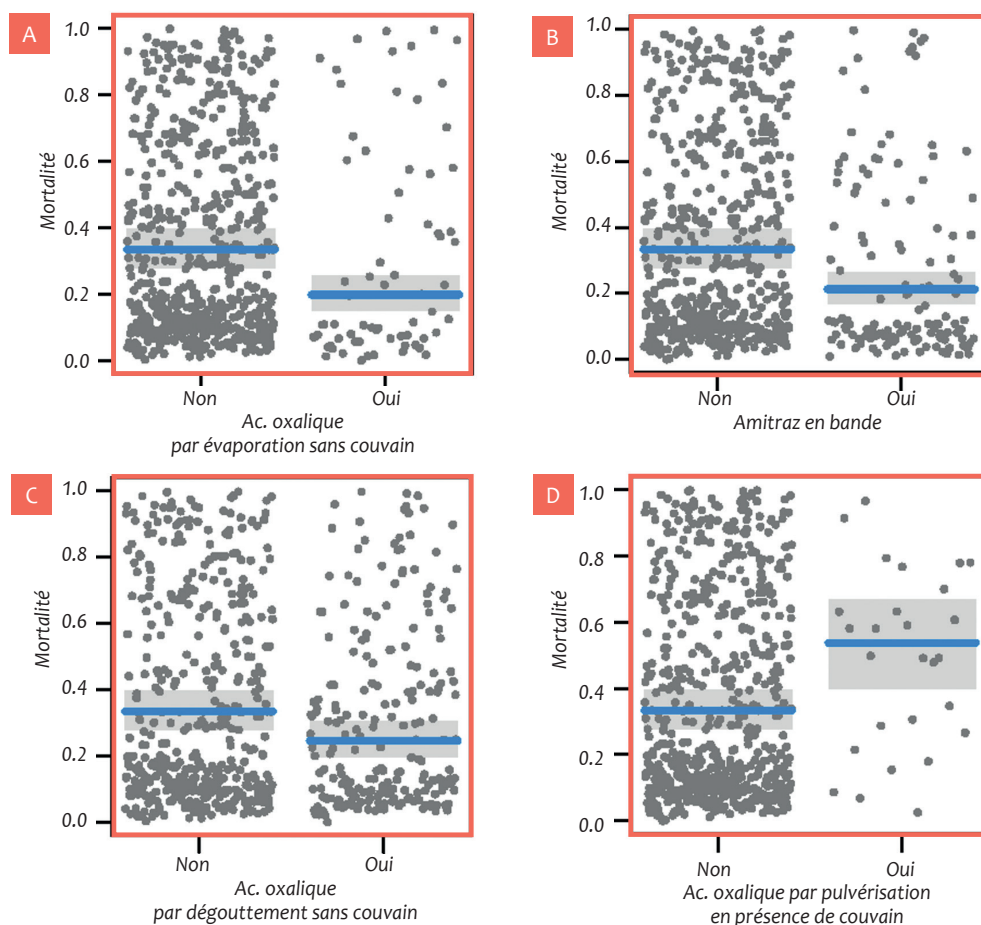 A
Mortalité
1.0
0.8
0.6
0.4
0.2
0.0
Non Oui
Ac. oxalique
par évaporation sans couvain
B
Mortalité
1.0
0.8
0.6
0.4
0.2
0.0
Non Oui
Amitraz en bande
C
Mortalité
1.0
0.8
0.6
0.4
0.2
0.0
Non Oui
Ac. oxalique
par dégouttement sans couvain
D
Mortalité
1.0
0.8
0.6
0.4
0.2
0.0
Non Oui
Ac. oxalique par pulvérisation
en présence de couvain